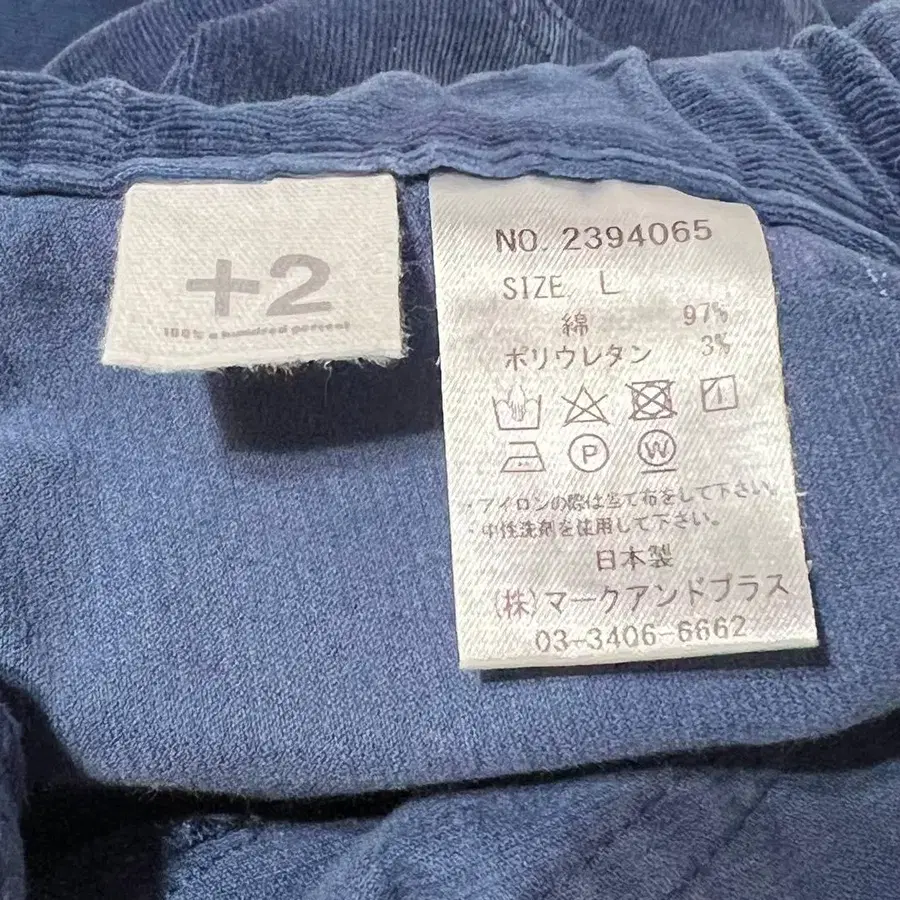 +2
100% a hundred percent
NO. 2394065
SIZE L
綿 97%
ポリウレタン 3%
P W
・アイロンの際は当て布をして下さい。
・中性洗剤を使用して下さい。
日本製
(株)マークアンドプラス
03-3406-6662